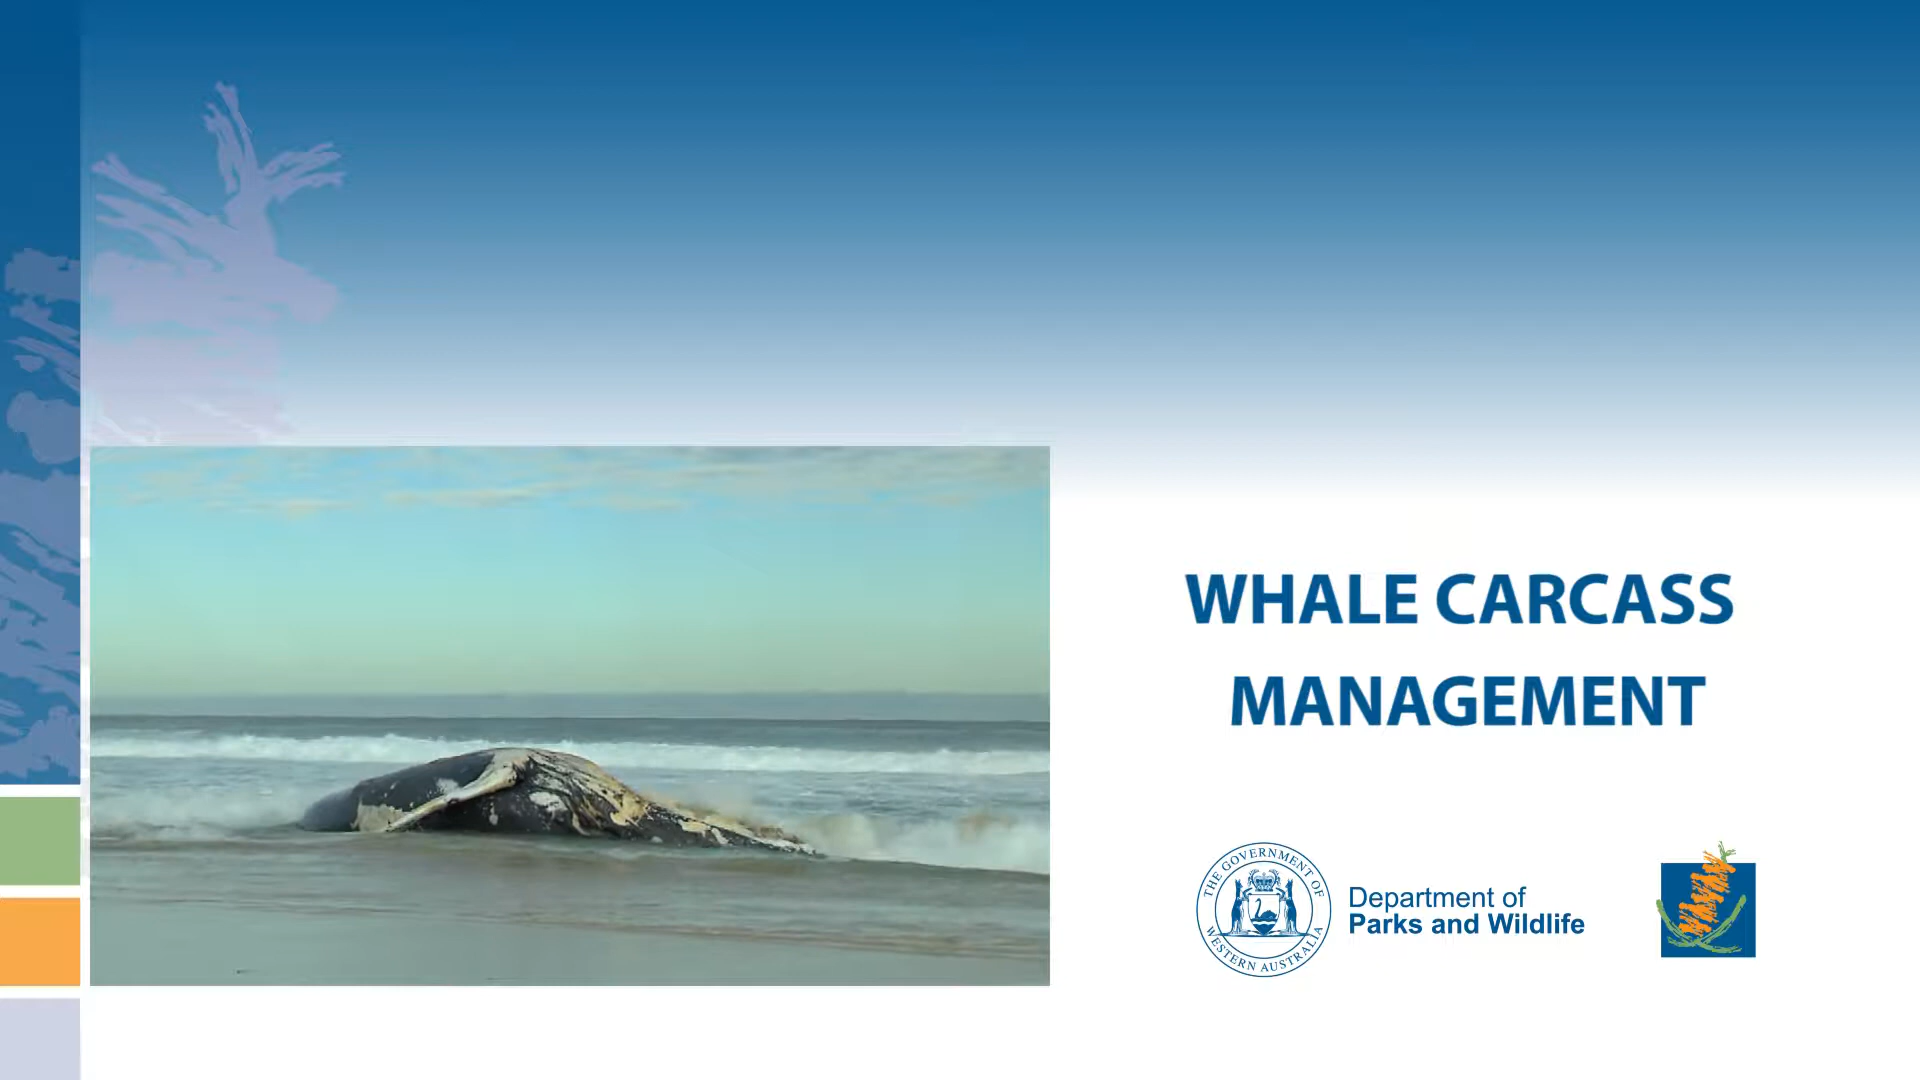 WHALE CARCASS
MANAGEMENT
THE GOVERNMENT OF
WESTERN AUSTRALIA
Department of
Parks and Wildlife